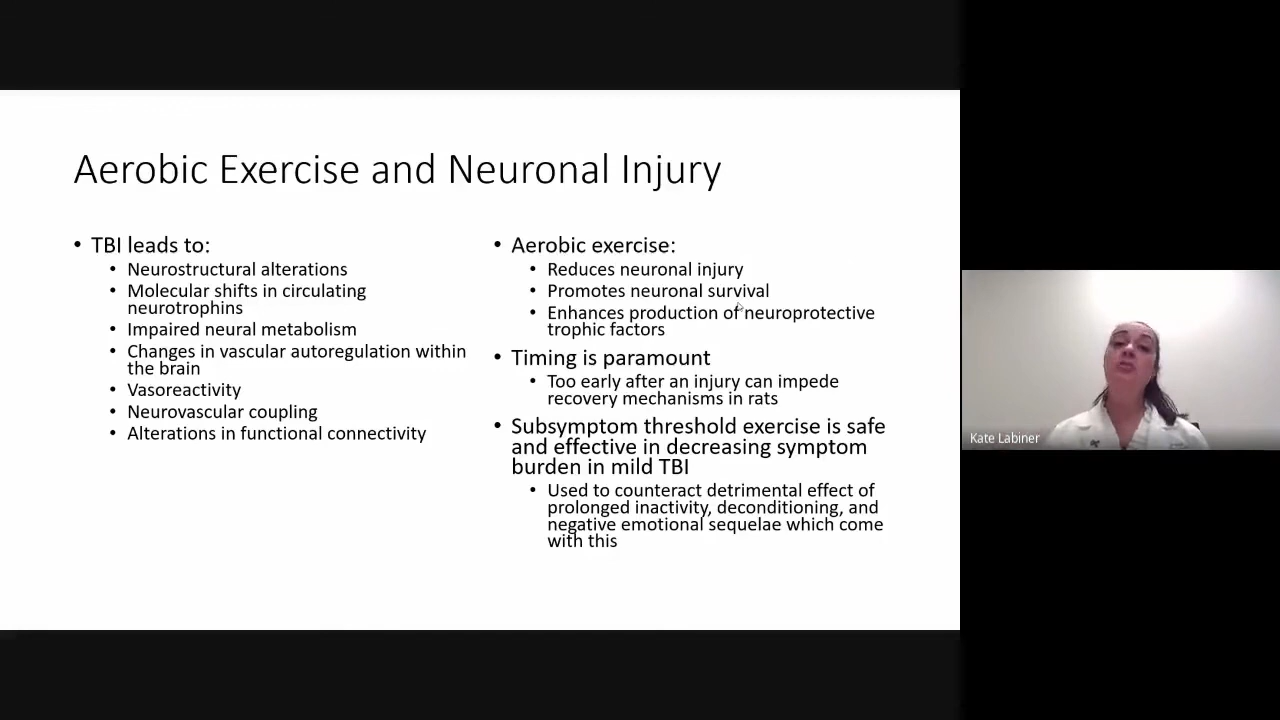 Aerobic Exercise and Neuronal Injury
• TBI leads to:
• Neurostructural alterations
• Molecular shifts in circulating
neurotrophins
• Impaired neural metabolism
• Changes in vascular autoregulation within
the brain
• Vasoreactivity
• Neurovascular coupling
• Alterations in functional connectivity
• Aerobic exercise:
• Reduces neuronal injury
• Promotes neuronal survival
• Enhances production of neuroprotective
trophic factors
• Timing is paramount
• Too early after an injury can impede
recovery mechanisms in rats
• Subsymptom threshold exercise is safe
and effective in decreasing symptom
burden in mild TBI
• Used to counteract detrimental effect of
prolonged inactivity, deconditioning, and
negative emotional sequelae which come
with this
Kate Labiner